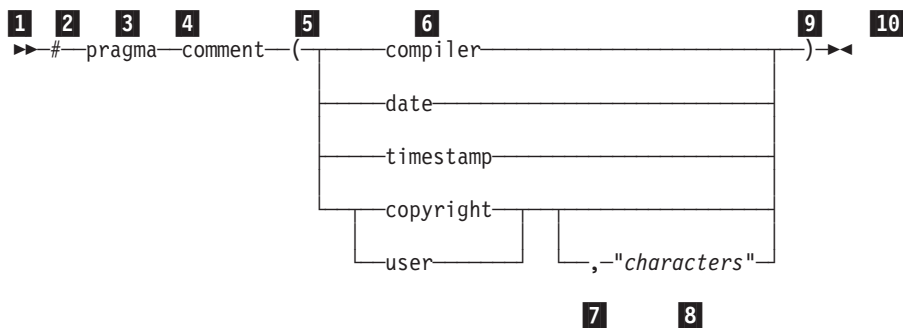 1 2 3 4 5 6 9 10
# pragma comment ( compiler )
date
timestamp
copyright
user
, "characters"
7 8